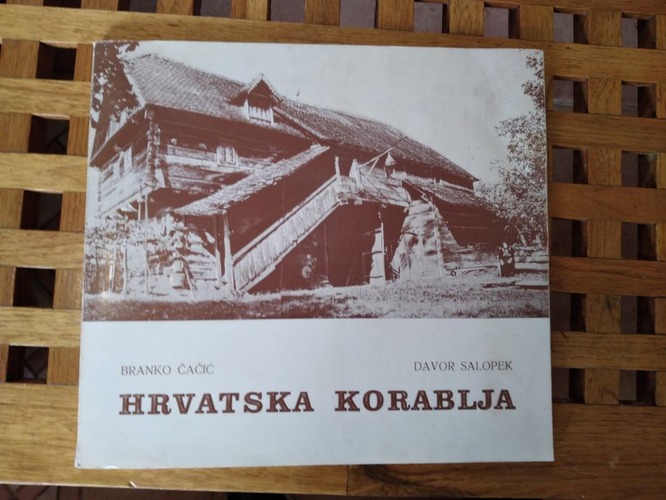 BRANKO ČAČIĆ
DAVOR SALOPEK
HRVATSKA KORABLJA